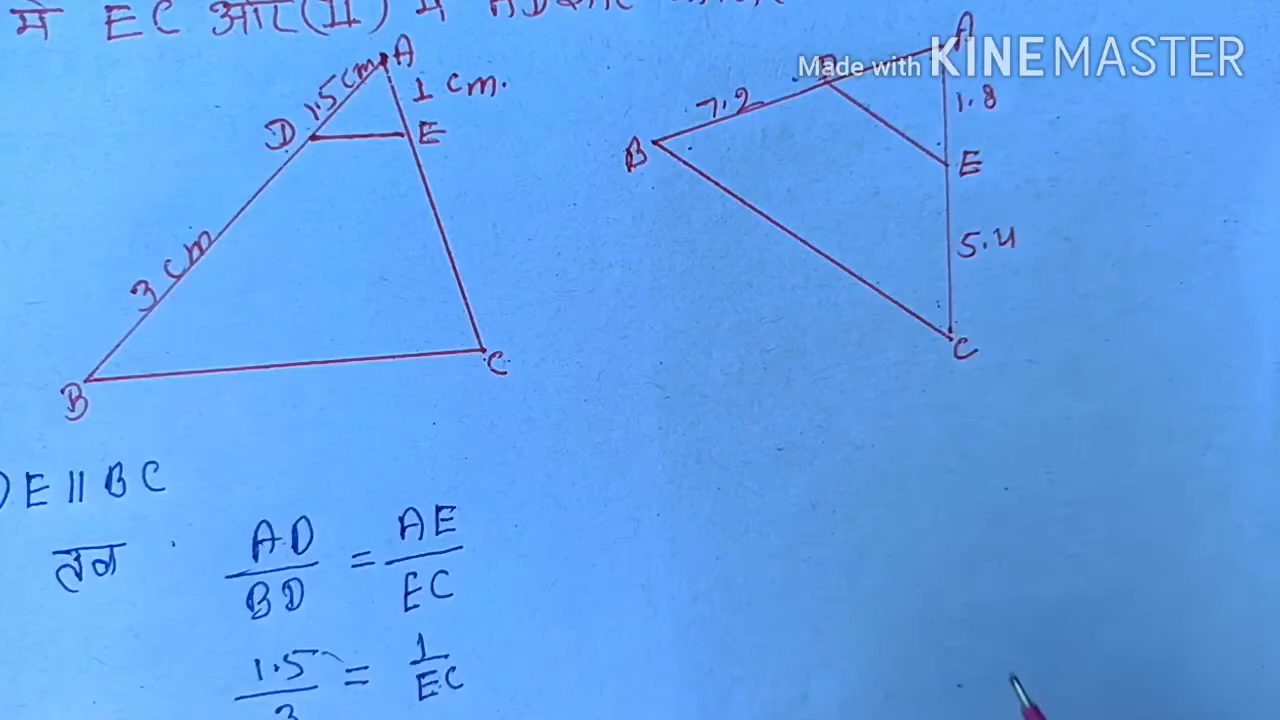 में EC और (II) में AD
A
1.5 cm
1 cm.
D
E
3 cm
B
C
Made with KINEMASTER
A
D
7.2
1.8
B
E
5.4
C
DE || BC
तब
AD/BD = AE/EC
1.5/3 = 1/EC